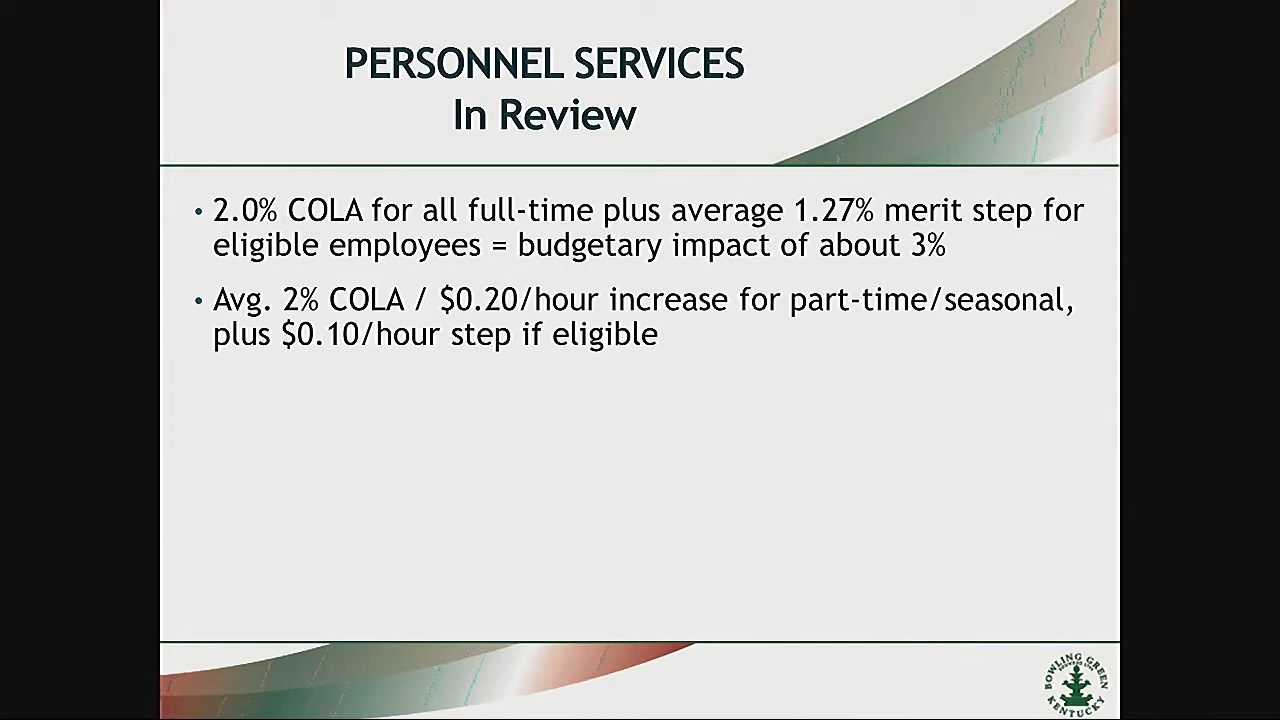 PERSONNEL SERVICES
In Review
• 2.0% COLA for all full-time plus average 1.27% merit step for
eligible employees = budgetary impact of about 3%
• Avg. 2% COLA / $0.20/hour increase for part-time/seasonal,
plus $0.10/hour step if eligible
BOWLING GREEN
KENTUCKY